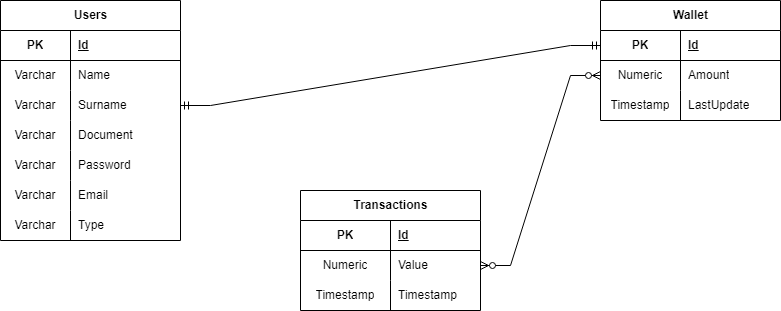 Users
PK Id
Varchar Name
Varchar Surname
Varchar Document
Varchar Password
Varchar Email
Varchar Type
Wallet
PK Id
Numeric Amount
Timestamp LastUpdate
Transactions
PK Id
Numeric Value
Timestamp Timestamp